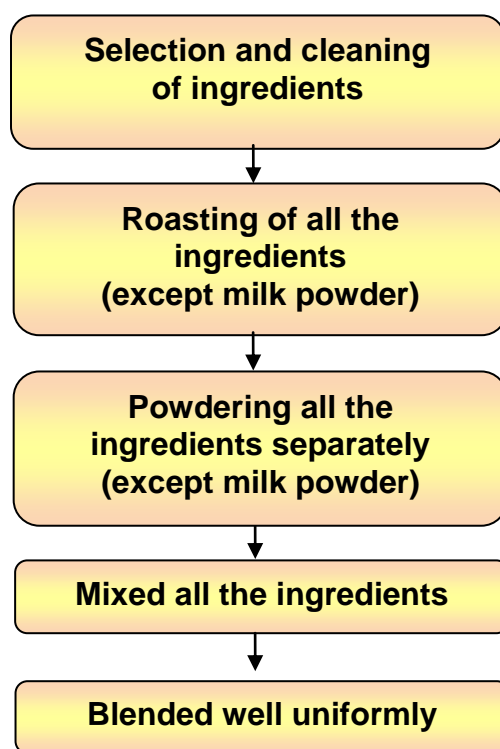 Selection and cleaning
of ingredients
Roasting of all the
ingredients
(except milk powder)
Powdering all the
ingredients separately
(except milk powder)
Mixed all the ingredients
Blended well uniformly